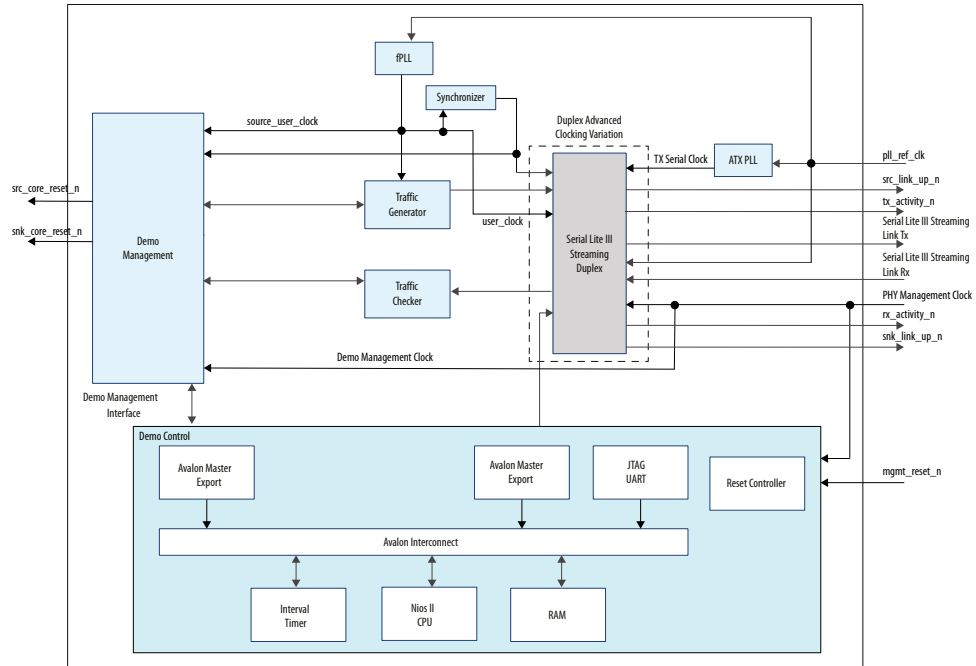 fPLL
Synchronizer
source_user_clock
Duplex Advanced
Clocking Variation
TX Serial Clock
ATX PLL
pll_ref_clk
src_core_reset_n
snk_core_reset_n
Demo
Management
Traffic
Generator
user_clock
Serial Lite III
Streaming
Duplex
src_link_up_n
tx_activity_n
Serial Lite III Streaming
Link Tx
Serial Lite III Streaming
Link Rx
Traffic
Checker
PHY Management Clock
rx_activity_n
snk_link_up_n
Demo Management Clock
Demo Management
Interface
Demo Control
Avalon Master
Export
Avalon Master
Export
JTAG
UART
Reset Controller
mgmt_reset_n
Avalon Interconnect
Interval
Timer
Nios II
CPU
RAM